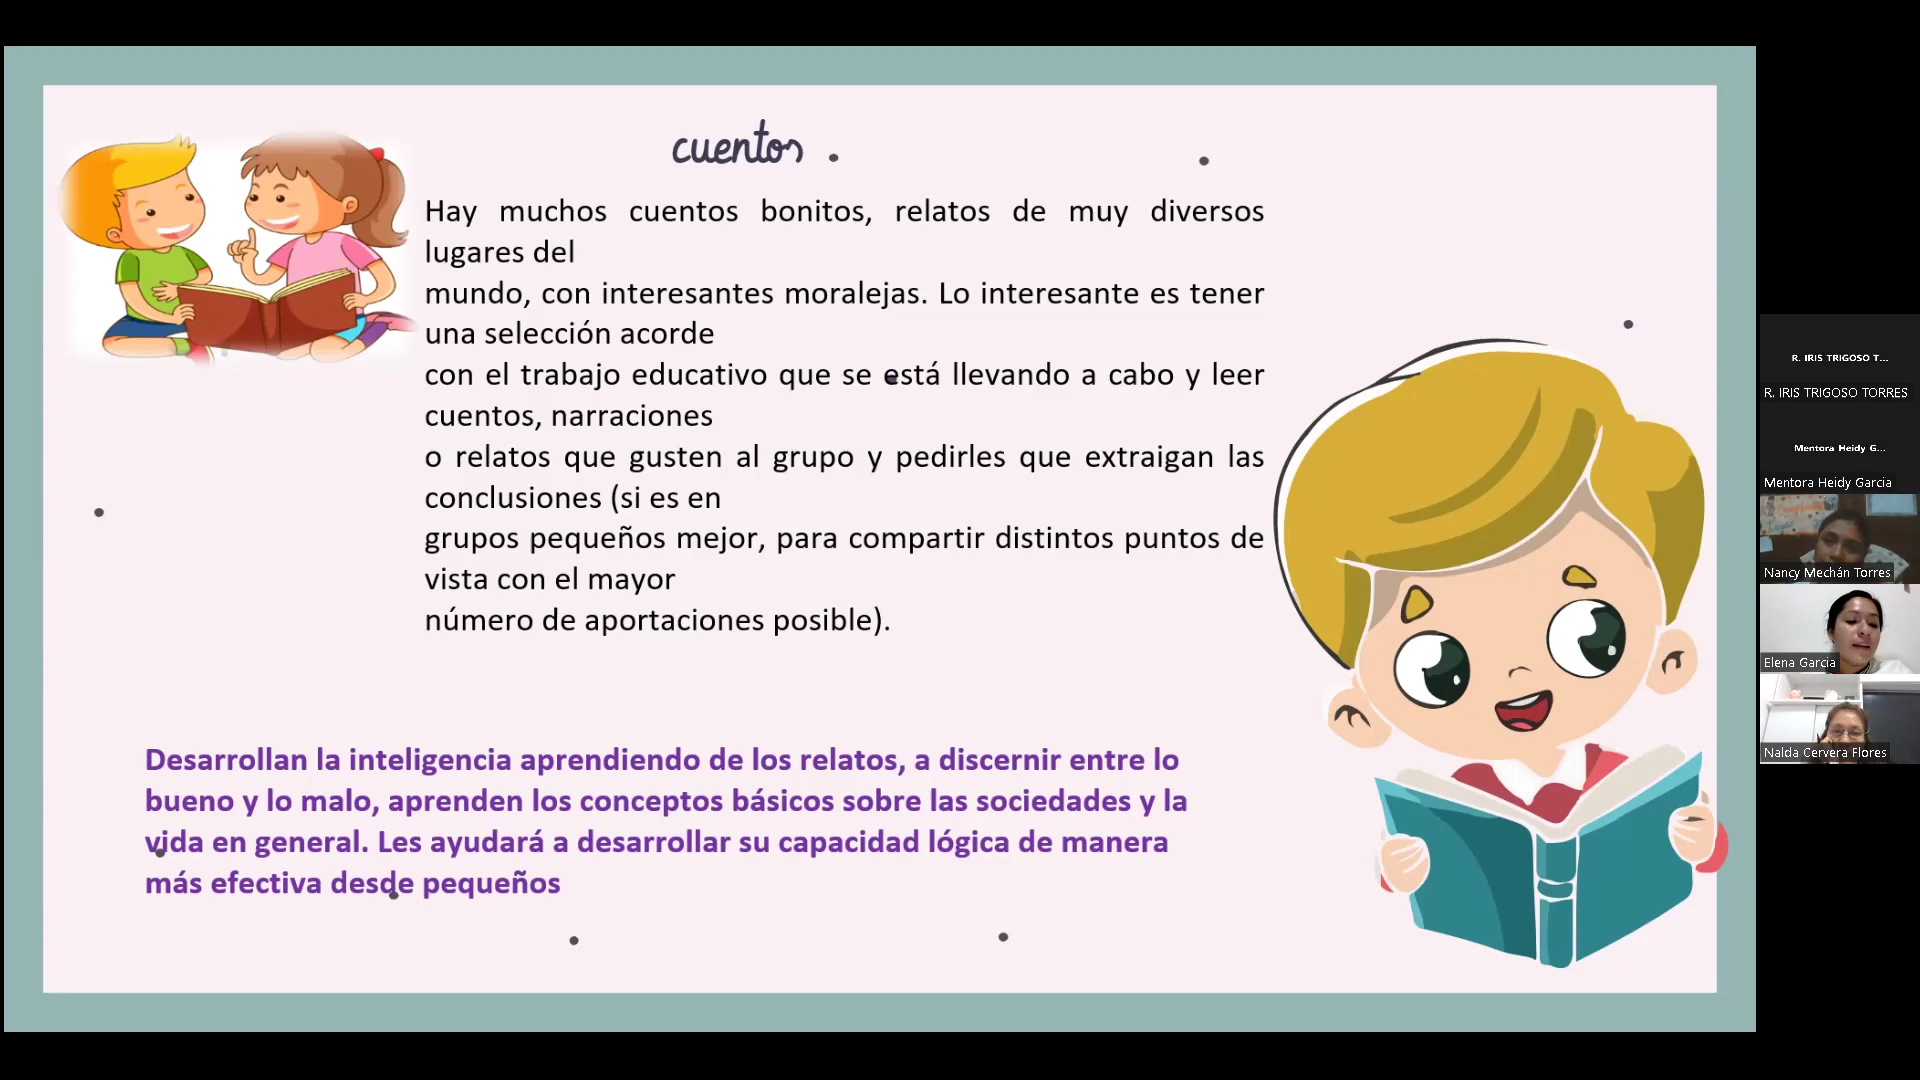 cuentos
Hay muchos cuentos bonitos, relatos de muy diversos
lugares del
mundo, con interesantes moralejas. Lo interesante es tener
una selección acorde
con el trabajo educativo que se está llevando a cabo y leer
cuentos, narraciones
o relatos que gusten al grupo y pedirles que extraigan las
conclusiones (si es en
grupos pequeños mejor, para compartir distintos puntos de
vista con el mayor
número de aportaciones posible).
Desarrollan la inteligencia aprendiendo de los relatos, a discernir entre lo
bueno y lo malo, aprenden los conceptos básicos sobre las sociedades y la
vida en general. Les ayudará a desarrollar su capacidad lógica de manera
más efectiva desde pequeños
R. IRIS TRIGOSO T...
R. IRIS TRIGOSO TORRES
Mentora Heidy G...
Mentora Heidy Garcia
Nancy Mechán Torres
Elena Garcia
Nalda Cervera Flores